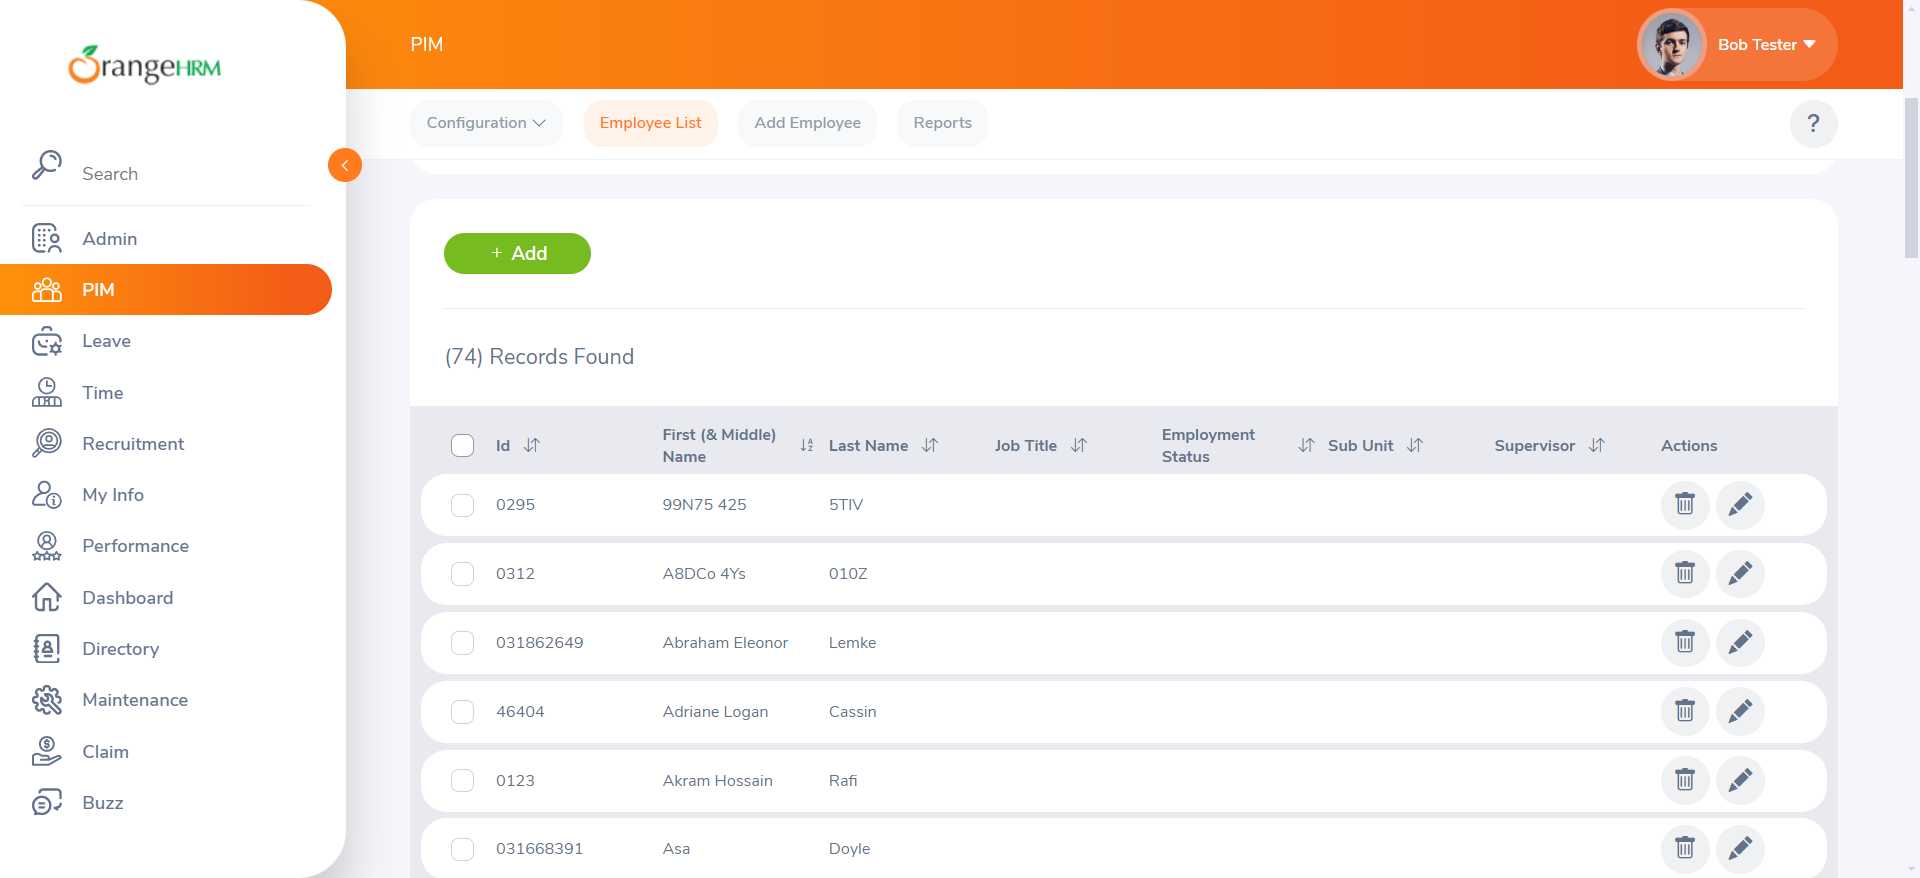 OrangeHRM
PIM
Bob Tester
Configuration
Employee List
Add Employee
Reports
?
Search
Admin
PIM
Leave
Time
Recruitment
My Info
Performance
Dashboard
Directory
Maintenance
Claim
Buzz
+ Add
(74) Records Found
Id
First (& Middle)
Name
Last Name
Job Title
Employment
Status
Sub Unit
Supervisor
Actions
0295 99N75 425 5TIV
0312 A8DCo 4Ys 010Z
031862649 Abraham Eleonor Lemke
46404 Adriane Logan Cassin
0123 Akram Hossain Rafi
031668391 Asa Doyle